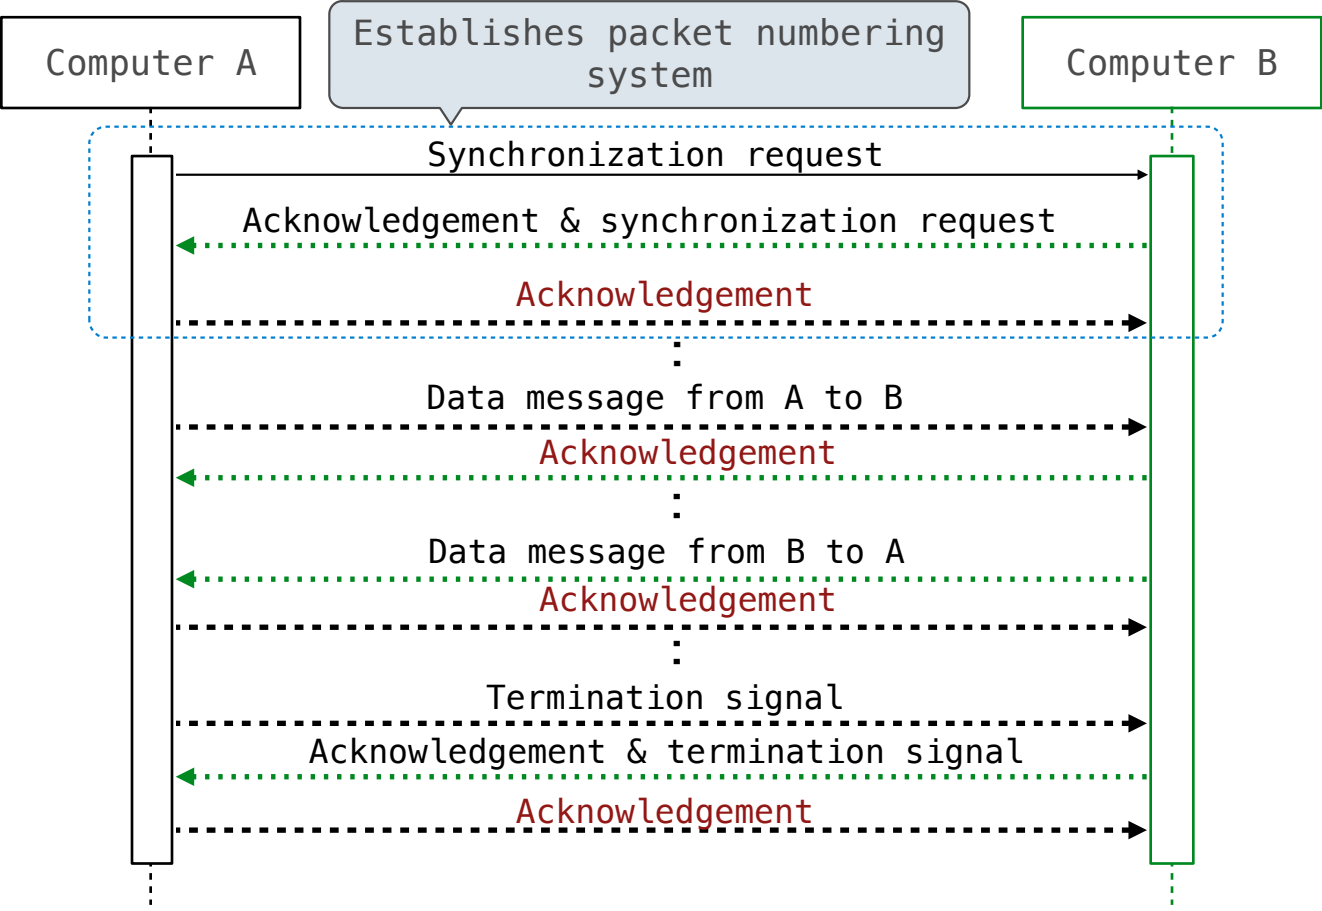 Computer A
Establishes packet numbering
system
Computer B
Synchronization request
Acknowledgement & synchronization request
Acknowledgement
Data message from A to B
Acknowledgement
Data message from B to A
Acknowledgement
Termination signal
Acknowledgement & termination signal
Acknowledgement